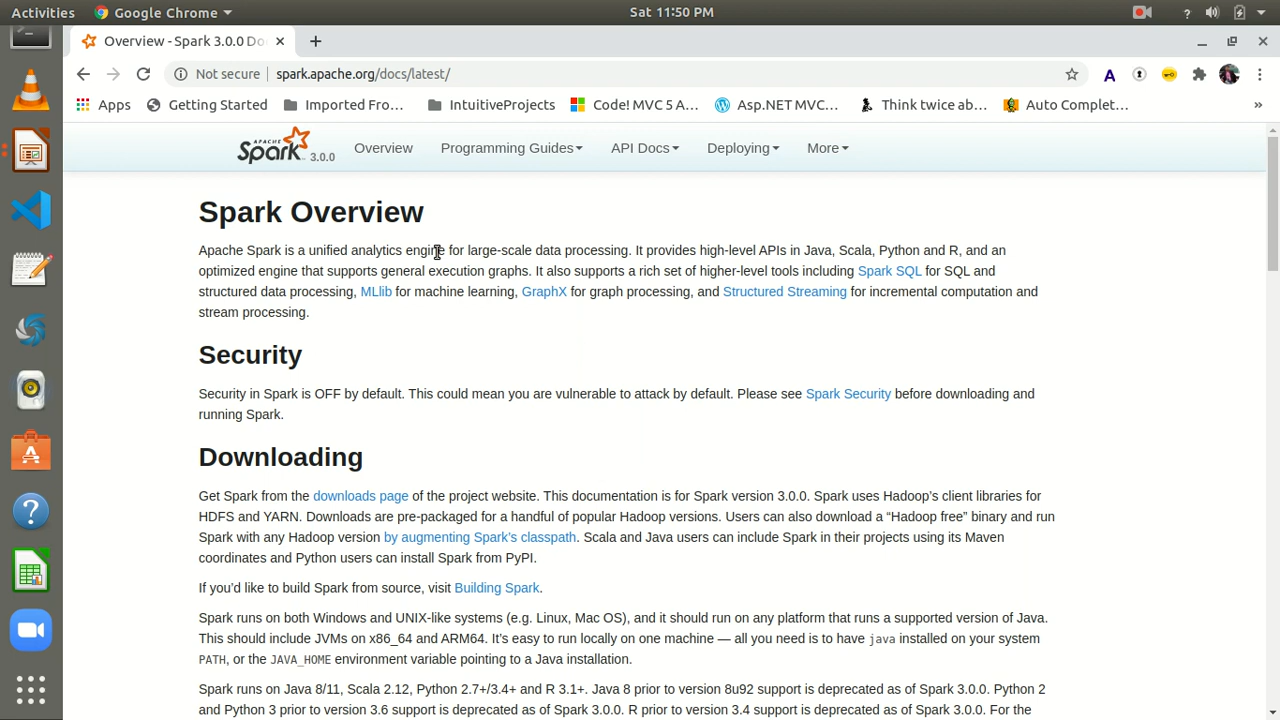 Activities Google Chrome Sat 11:50 PM ?
Overview - Spark 3.0.0 Do
Not secure spark.apache.org/docs/latest/ A
Apps Getting Started Imported Fro... IntuitiveProjects Code! MVC 5 A... Asp.NET MVC... Think twice ab... Auto Complet... »
APACHE Spark 3.0.0 Overview Programming Guides API Docs Deploying More
Spark Overview
Apache Spark is a unified analytics engine for large-scale data processing. It provides high-level APIs in Java, Scala, Python and R, and an
optimized engine that supports general execution graphs. It also supports a rich set of higher-level tools including Spark SQL for SQL and
structured data processing, MLlib for machine learning, GraphX for graph processing, and Structured Streaming for incremental computation and
stream processing.
Security
Security in Spark is OFF by default. This could mean you are vulnerable to attack by default. Please see Spark Security before downloading and
running Spark.
Downloading
Get Spark from the downloads page of the project website. This documentation is for Spark version 3.0.0. Spark uses Hadoop’s client libraries for
HDFS and YARN. Downloads are pre-packaged for a handful of popular Hadoop versions. Users can also download a “Hadoop free” binary and run
Spark with any Hadoop version by augmenting Spark’s classpath. Scala and Java users can include Spark in their projects using its Maven
coordinates and Python users can install Spark from PyPI.
If you’d like to build Spark from source, visit Building Spark.
Spark runs on both Windows and UNIX-like systems (e.g. Linux, Mac OS), and it should run on any platform that runs a supported version of Java.
This should include JVMs on x86_64 and ARM64. It’s easy to run locally on one machine — all you need is to have java installed on your system
PATH, or the JAVA_HOME environment variable pointing to a Java installation.
Spark runs on Java 8/11, Scala 2.12, Python 2.7+/3.4+ and R 3.1+. Java 8 prior to version 8u92 support is deprecated as of Spark 3.0.0. Python 2
and Python 3 prior to version 3.6 support is deprecated as of Spark 3.0.0. R prior to version 3.4 support is deprecated as of Spark 3.0.0. For the